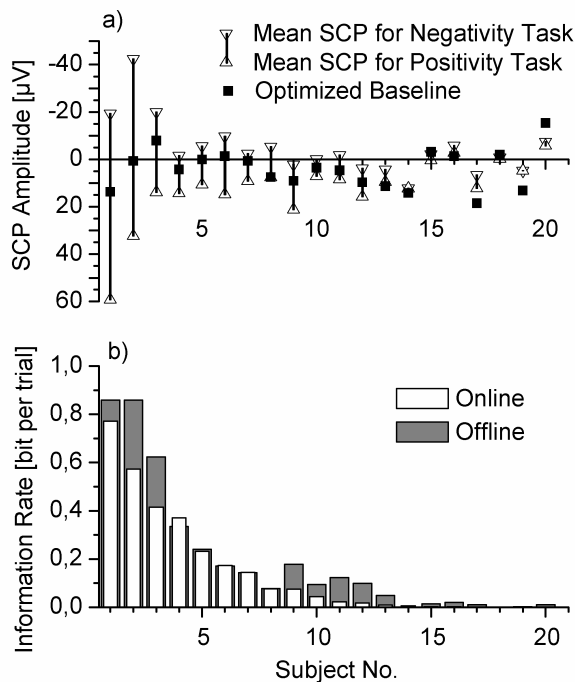 a)
Mean SCP for Negativity Task
Mean SCP for Positivity Task
Optimized Baseline
SCP Amplitude [µV]
-40
-20
0
20
40
60
5 10 15 20
b)
Online
Offline
Information Rate [bit per trial]
1,0
0,8
0,6
0,4
0,2
0,0
5 10 15 20
Subject No.